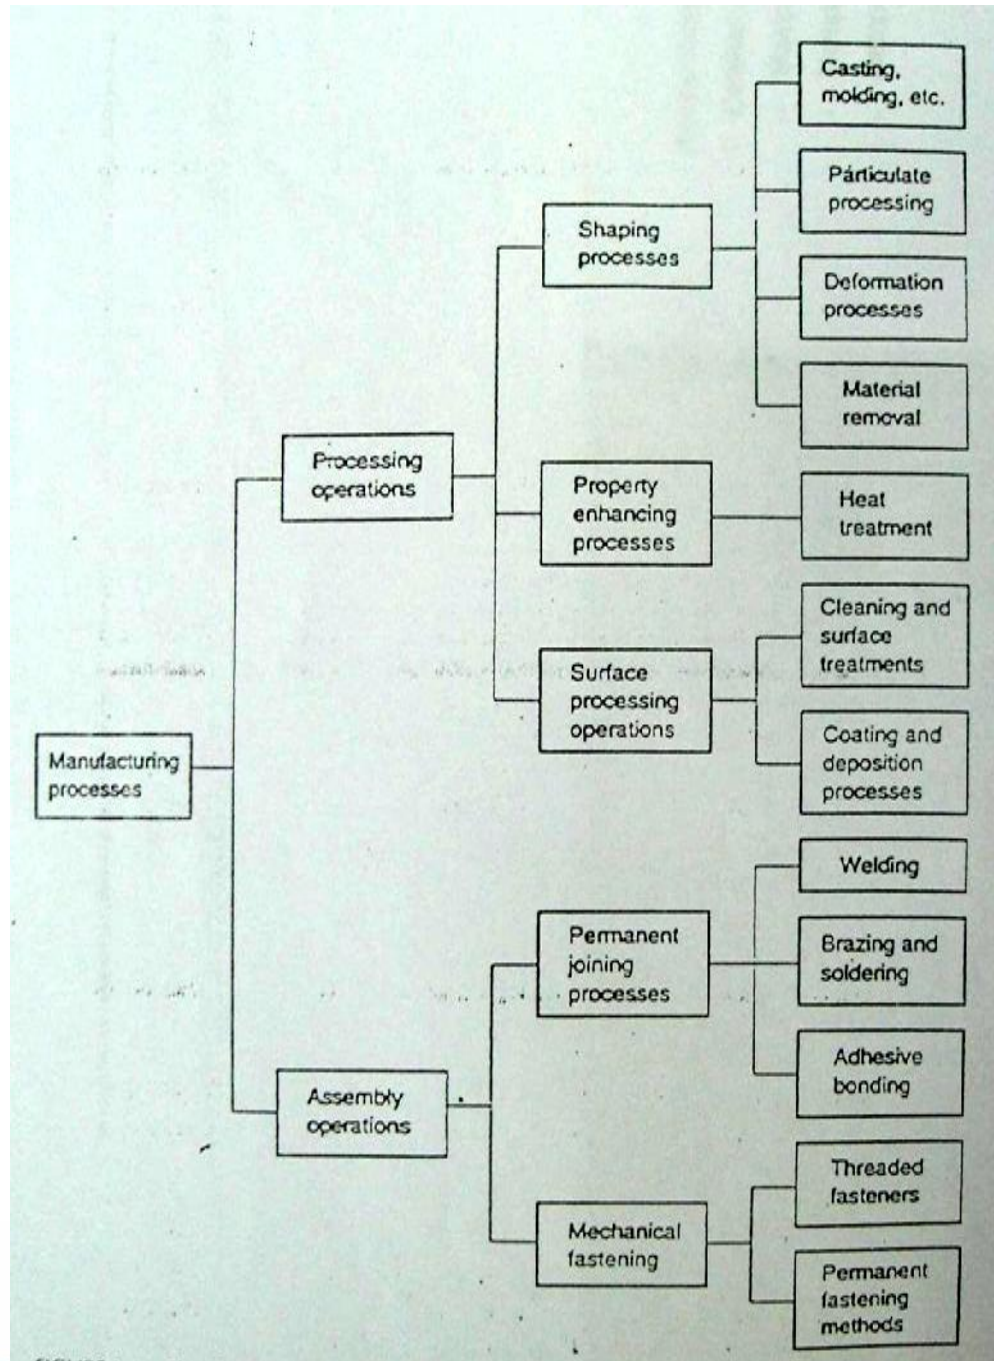 Casting,
molding, etc.
Particulate
processing
Shaping
processes
Deformation
processes
Material
removal
Processing
operations
Property
enhancing
processes
Heat
treatment
Cleaning and
surface
treatments
Surface
processing
operations
Coating and
deposition
processes
Manufacturing
processes
Welding
Permanent
joining
processes
Brazing and
soldering
Adhesive
bonding
Assembly
operations
Threaded
fasteners
Mechanical
fastening
Permanent
fastening
methods